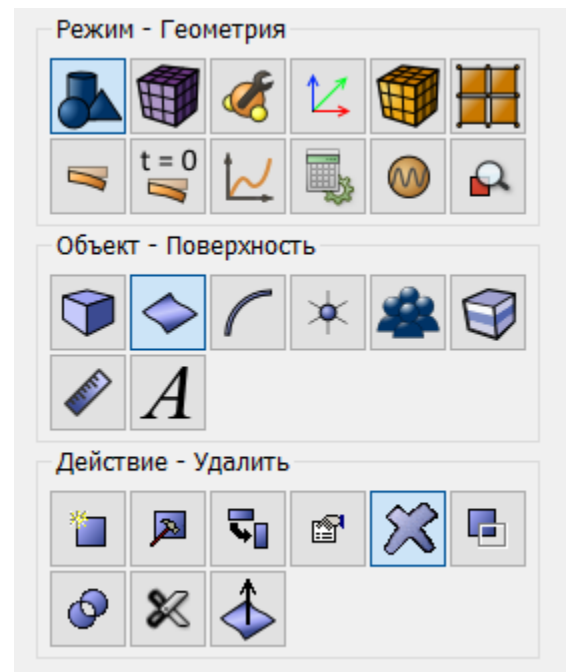 Режим - Геометрия
t = 0
Объект - Поверхность
A
Действие - Удалить